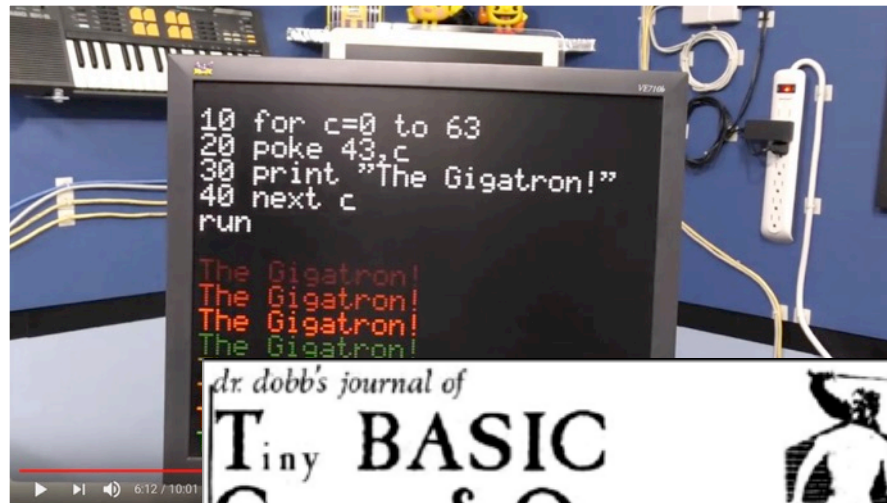 VE710b
10 for c=0 to 63
20 poke 43,c
30 print ”The Gigatron!”
40 next c
run
The Gigatron!
The Gigatron!
The Gigatron!
The Gigatron!
6:12 / 10:01
dr. dobb's journal of
Tiny BASIC